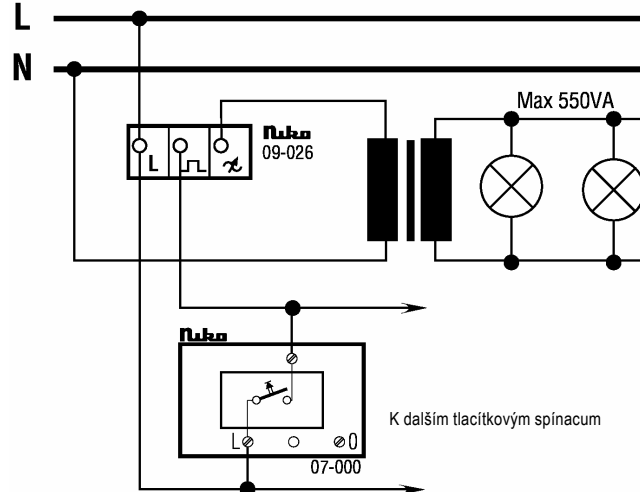 L
N
Max 550VA
Niko
09-026
L
Niko
K dalším tlacítkovým spínacum
L 0
07-000